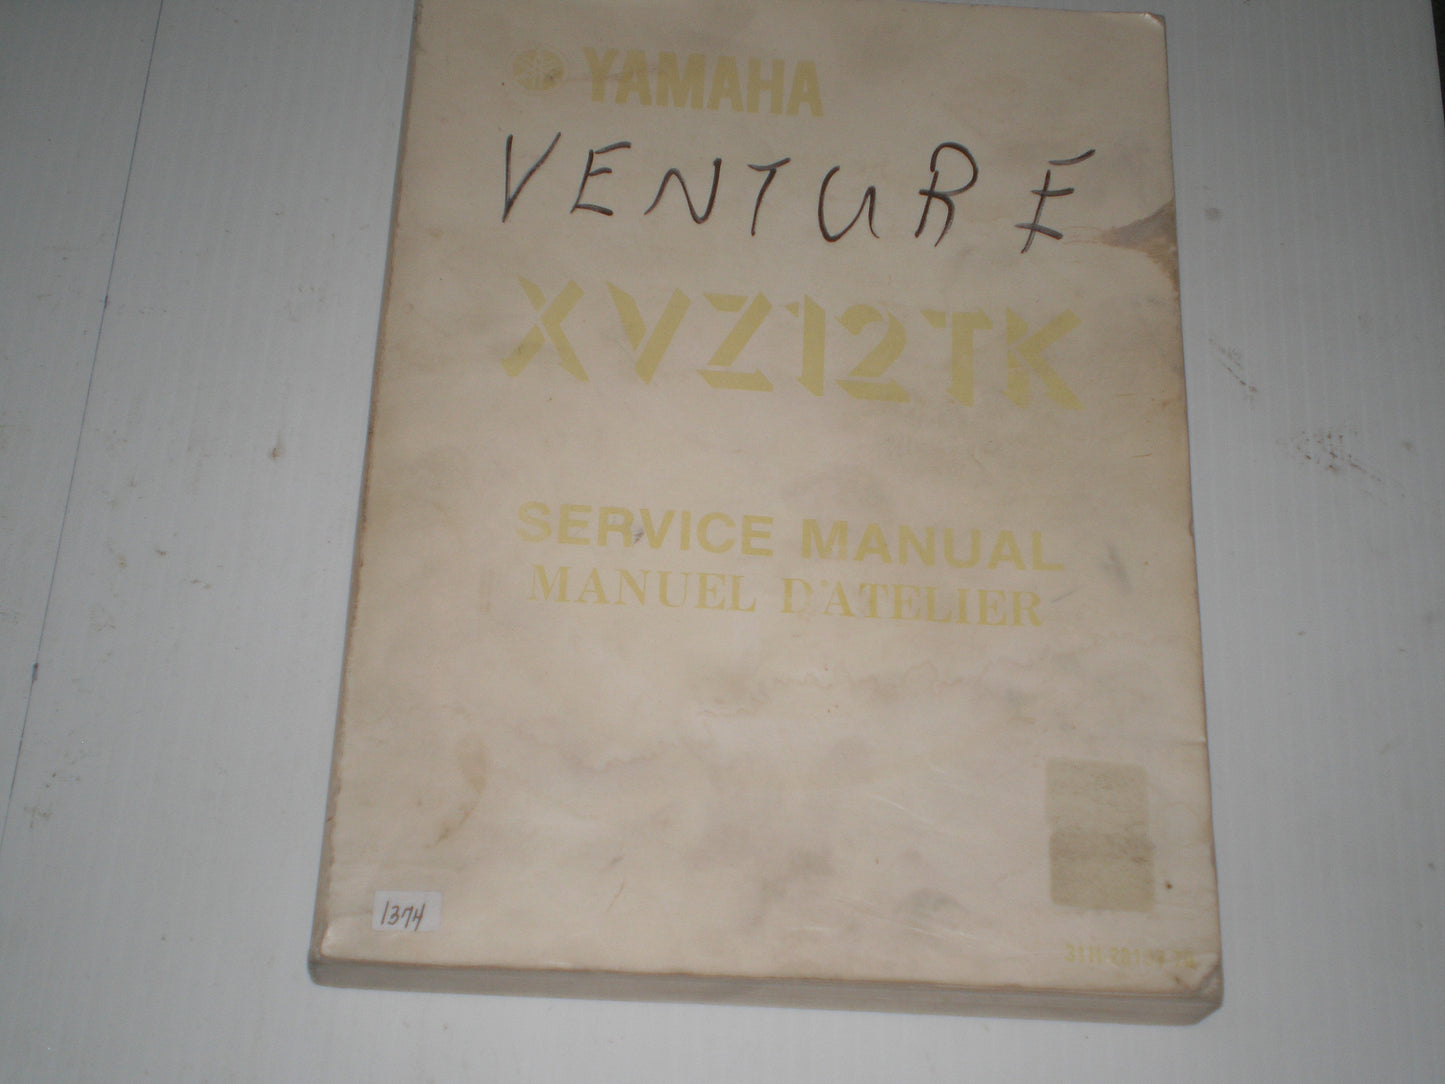 YAMAHA
VENTURE
XVZ12TK
SERVICE MANUAL
MANUEL D'ATELIER
1374